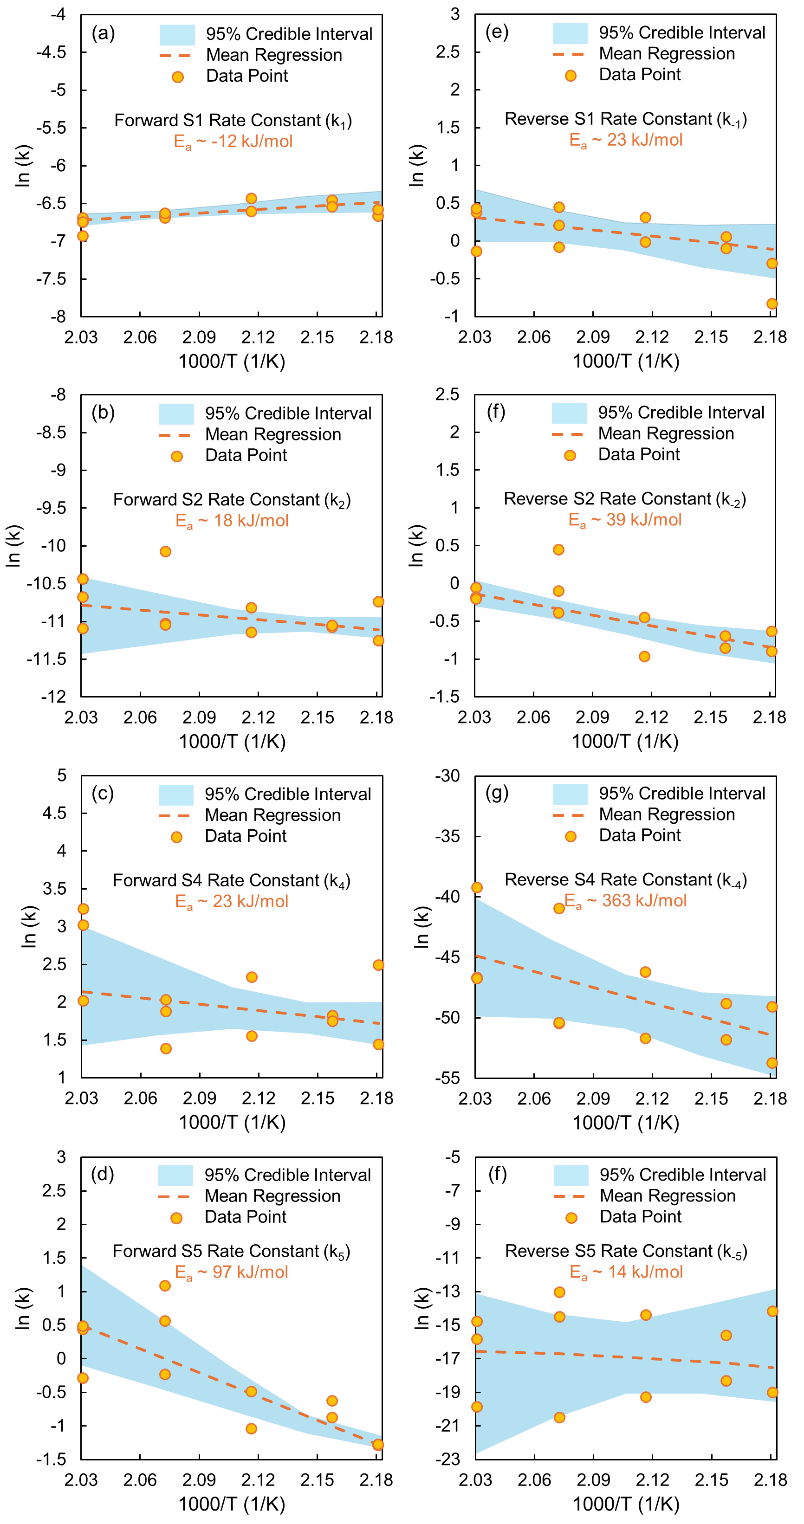 (a)
95% Credible Interval
Mean Regression
Data Point
Forward S1 Rate Constant (k1)
Ea ~ -12 kJ/mol
ln (k)
-4
-4.5
-5
-5.5
-6
-6.5
-7
-7.5
-8
2.03 2.06 2.09 2.12 2.15 2.18
1000/T (1/K)
(e)
95% Credible Interval
Mean Regression
Data Point
Reverse S1 Rate Constant (k-1)
Ea ~ 23 kJ/mol
ln (k)
3
2.5
2
1.5
1
0.5
0
-0.5
-1
2.03 2.06 2.09 2.12 2.15 2.18
1000/T (1/K)
(b)
95% Credible Interval
Mean Regression
Data Point
Forward S2 Rate Constant (k2)
Ea ~ 18 kJ/mol
ln (k)
-8
-8.5
-9
-9.5
-10
-10.5
-11
-11.5
-12
2.03 2.06 2.09 2.12 2.15 2.18
1000/T (1/K)
(f)
95% Credible Interval
Mean Regression
Data Point
Reverse S2 Rate Constant (k-2)
Ea ~ 39 kJ/mol
ln (k)
2.5
2
1.5
1
0.5
0
-0.5
-1
-1.5
2.03 2.06 2.09 2.12 2.15 2.18
1000/T (1/K)
(c)
95% Credible Interval
Mean Regression
Data Point
Forward S4 Rate Constant (k4)
Ea ~ 23 kJ/mol
ln (k)
5
4.5
4
3.5
3
2.5
2
1.5
1
2.03 2.06 2.09 2.12 2.15 2.18
1000/T (1/K)
(g)
95% Credible Interval
Mean Regression
Data Point
Reverse S4 Rate Constant (k-4)
Ea ~ 363 kJ/mol
ln (k)
-30
-35
-40
-45
-50
-55
2.03 2.06 2.09 2.12 2.15 2.18
1000/T (1/K)
(d)
95% Credible Interval
Mean Regression
Data Point
Forward S5 Rate Constant (k5)
Ea ~ 97 kJ/mol
ln (k)
3
2.5
2
1.5
1
0.5
0
-0.5
-1
-1.5
2.03 2.06 2.09 2.12 2.15 2.18
1000/T (1/K)
(f)
95% Credible Interval
Mean Regression
Data Point
Reverse S5 Rate Constant (k-5)
Ea ~ 14 kJ/mol
ln (k)
-5
-7
-9
-11
-13
-15
-17
-19
-21
-23
2.03 2.06 2.09 2.12 2.15 2.18
1000/T (1/K)